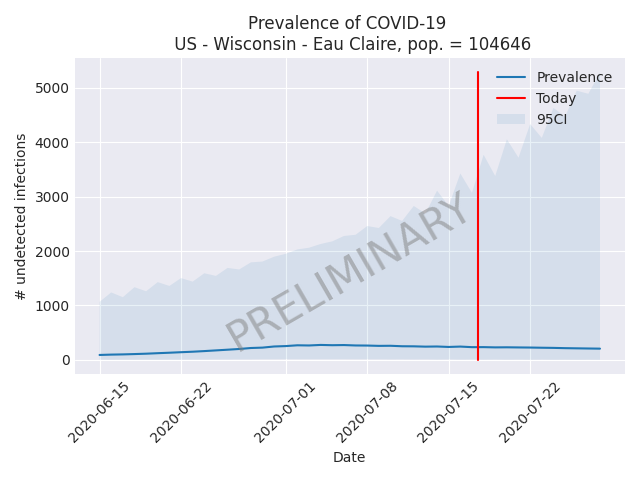 Prevalence of COVID-19
US - Wisconsin - Eau Claire, pop. = 104646
Prevalence
Today
95CI
5000
4000
3000
2000
1000
0
# undetected infections
PRELIMINARY
2020-06-15
2020-06-22
2020-07-01
2020-07-08
2020-07-15
2020-07-22
Date